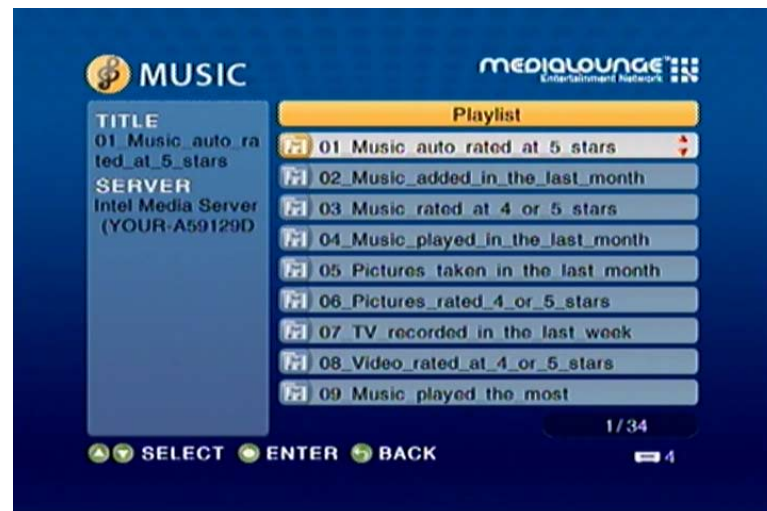 MUSIC
MEDIALOUNGE™
Entertainment Network
TITLE
01_Music_auto_ra
ted_at_5_stars
SERVER
Intel Media Server
(YOUR-A59129D
Playlist
01_Music_auto_rated_at_5_stars
02_Music_added_in_the_last_month
03_Music_rated_at_4_or_5_stars
04_Music_played_in_the_last_month
05_Pictures_taken_in_the_last_month
06_Pictures_rated_4_or_5_stars
07_TV_recorded_in_the_last_week
08_Video_rated_at_4_or_5_stars
09_Music_played_the_most
1/34
SELECT ENTER BACK
4